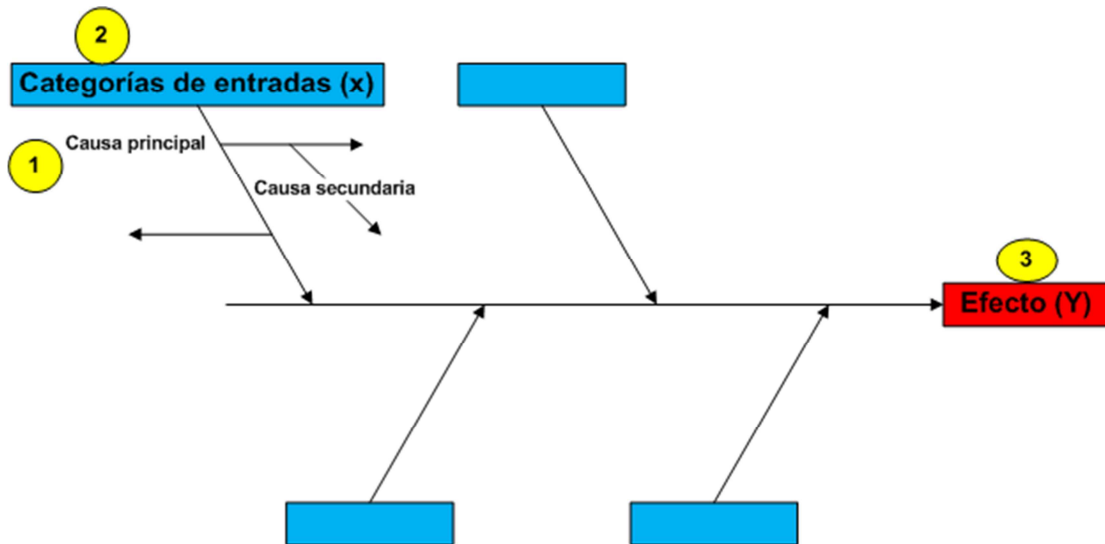 2
Categorías de entradas (x)
1
Causa principal
Causa secundaria
3
Efecto (Y)